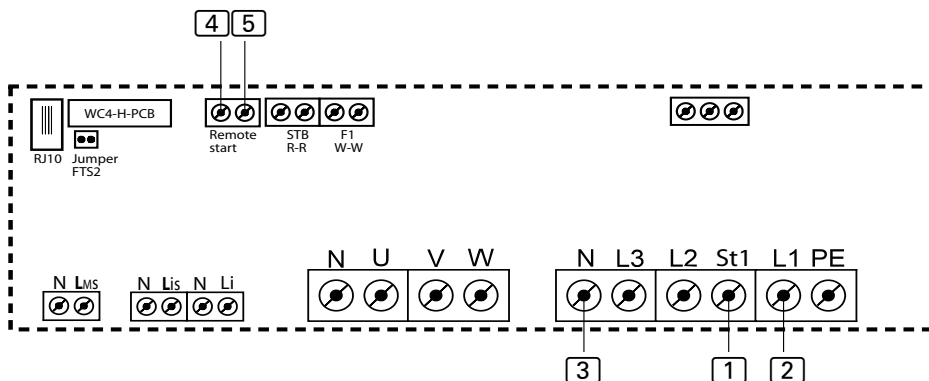 4 5
WC4-H-PCB
RJ10
Jumper
FTS2
Remote
start
STB
R-R
F1
W-W
N LMS
N Lis N Li
N U V W
N L3 L2 St1 L1 PE
3 1 2